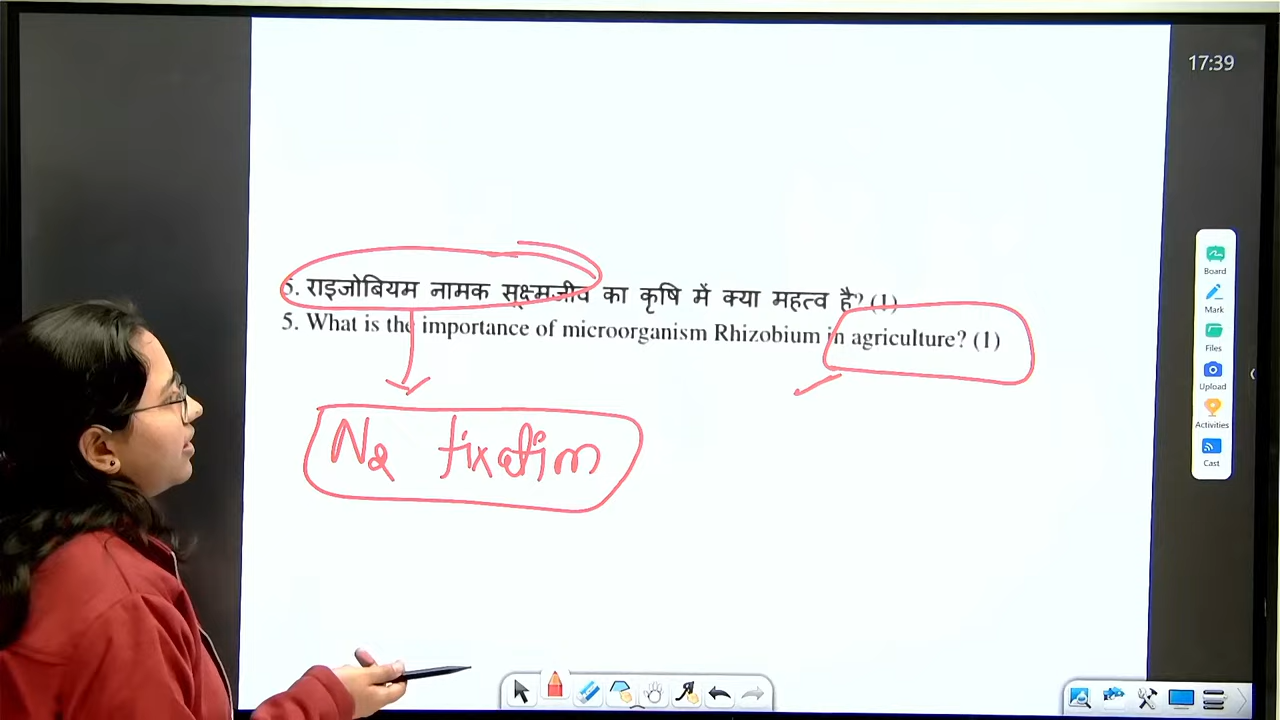 17:39
5. राइजोबियम नामक सूक्ष्मजीव का कृषि में क्या महत्व है? (1)
5. What is the importance of microorganism Rhizobium in agriculture? (1)
N2 fixation
Board
Mark
Files
Upload
Activities
Cast